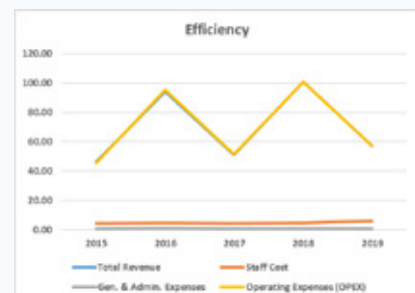 Efficiency
120.00
100.00
80.00
60.00
40.00
20.00
0.00
2015 2016 2017 2018 2019
Total Revenue Staff Cost
Gen. & Admin. Expenses Operating Expenses (OPEX)